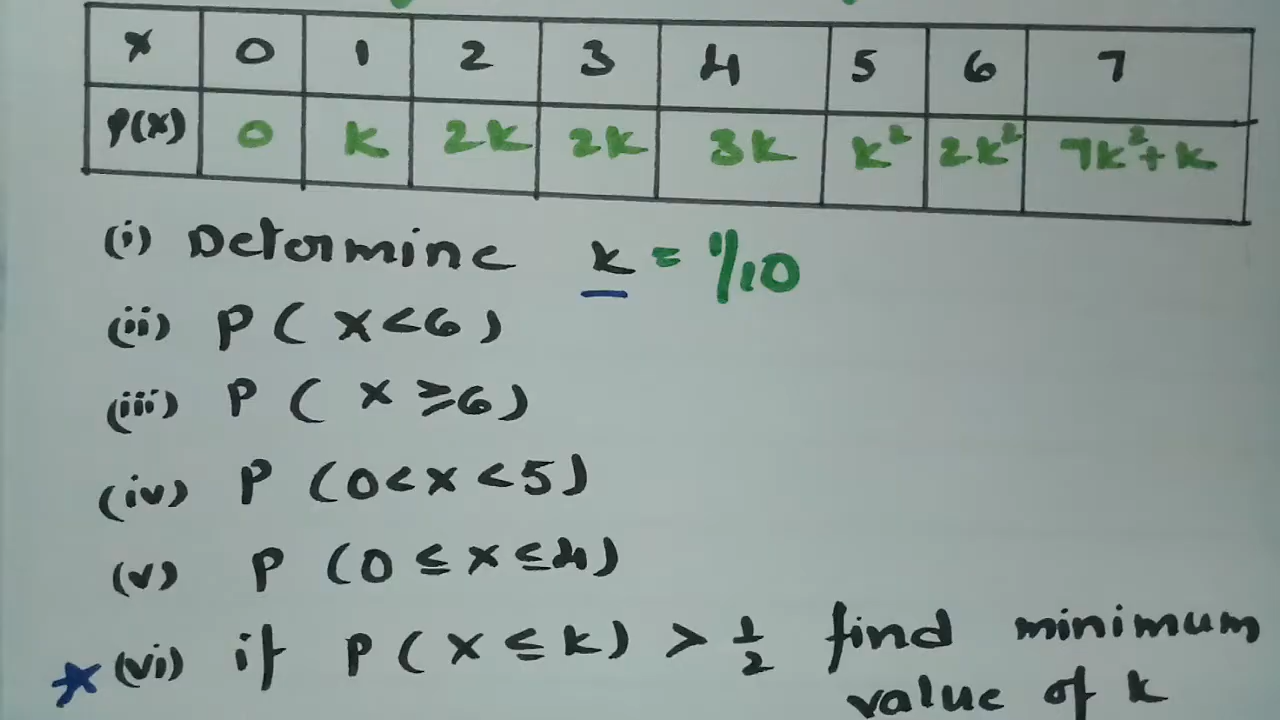 x 0 1 2 3 4 5 6 7
P(x) 0 k 2k 2k 3k k² 2k² 7k²+k
(i) Determine k = 1/10
(ii) P ( x<6)
(iii) P ( x ≥6)
(iv) P (0<x<5)
(v) P (0 ≤ x ≤4)
(vi) if P ( x ≤ k) > 1/2 find minimum
value of k